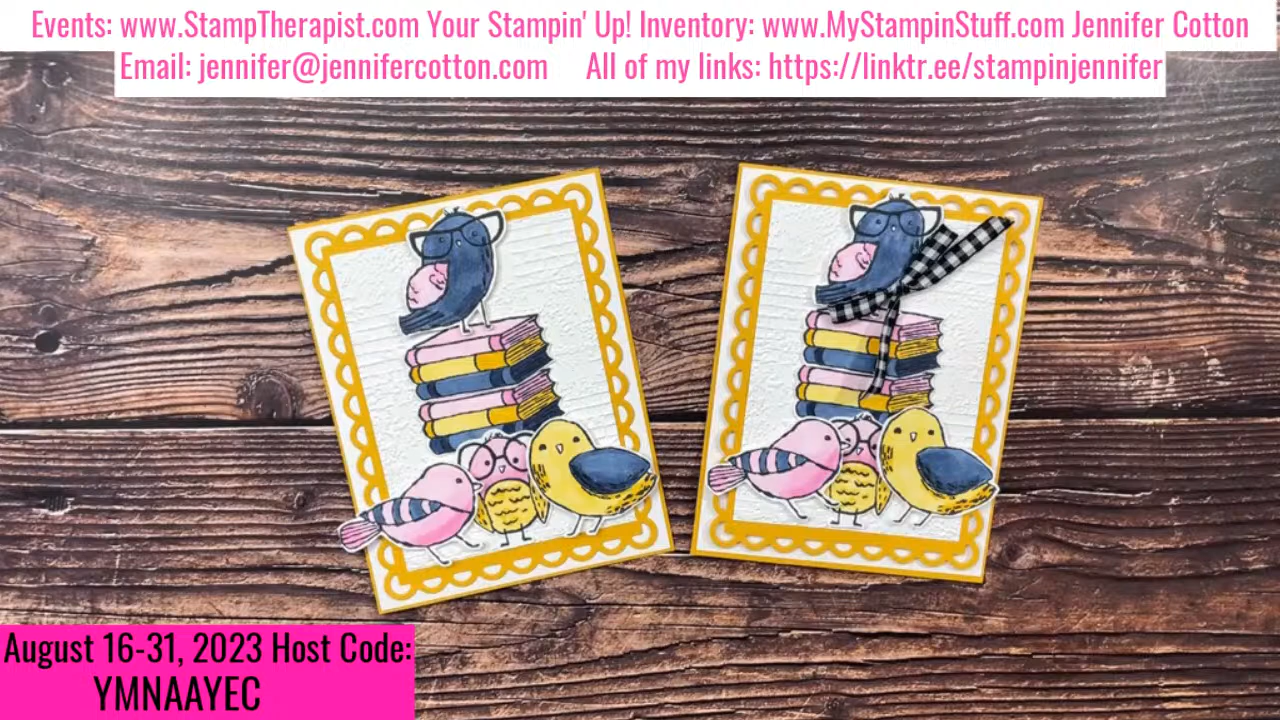 Events: www.StampTherapist.com Your Stampin' Up! Inventory: www.MyStampinStuff.com Jennifer Cotton
Email: jennifer@jennifercotton.com All of my links: https://linktr.ee/stampinjennifer
August 16-31, 2023 Host Code:
YMNAAYEC